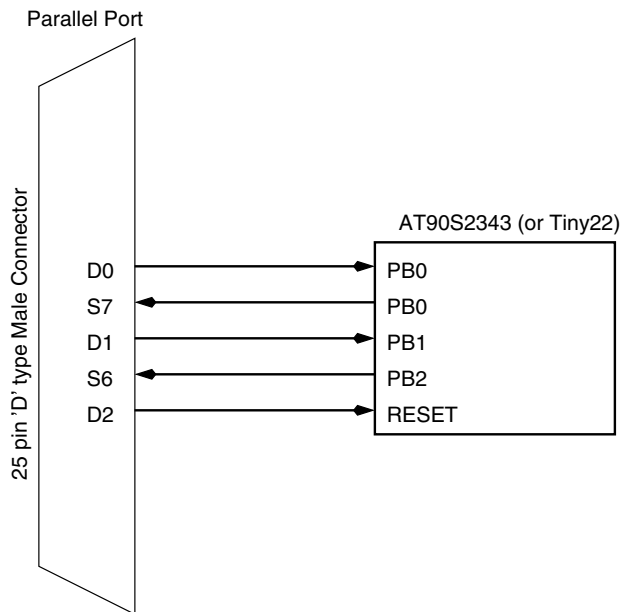 Parallel Port
25 pin 'D' type Male Connector
AT90S2343 (or Tiny22)
D0 PB0
S7 PB0
D1 PB1
S6 PB2
D2 RESET